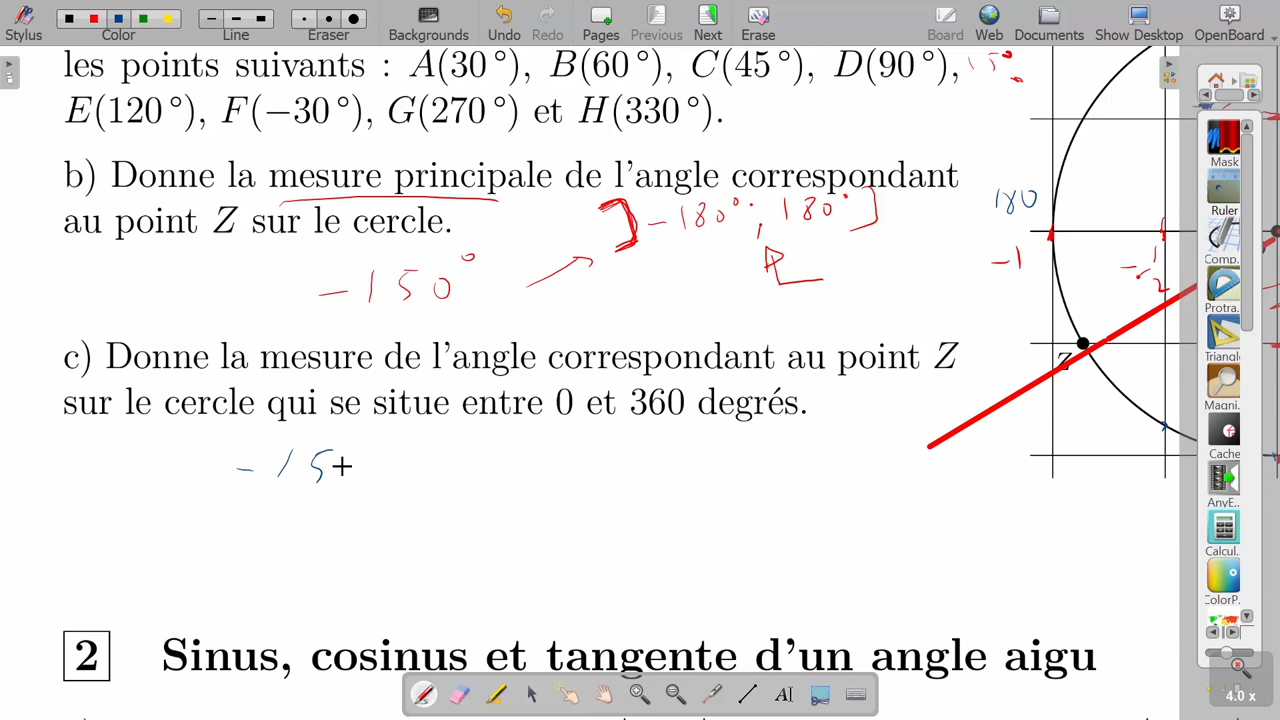 Stylus Color Line Eraser Backgrounds Undo Redo Pages Previous Next Erase Board Web Documents Show Desktop OpenBoard
les points suivants : A(30°), B(60°), C(45°), D(90°),
E(120°), F(−30°), G(270°) et H(330°).
b) Donne la mesure principale de l'angle correspondant
au point Z sur le cercle.
]-180° ; 180°]
-150°
180
-1
-1/2
Z
c) Donne la mesure de l'angle correspondant au point Z
sur le cercle qui se situe entre 0 et 360 degrés.
-15
2 Sinus, cosinus et tangente d'un angle aigu
Mask
Ruler
Comp.
Protra.
Triangle
Magni.
Cache
AnyE.
Calcul.
ColorP.
4.0 x